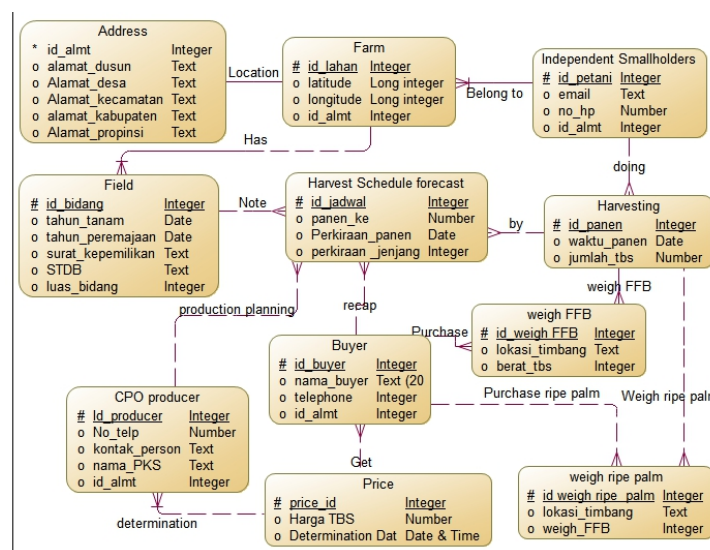 Address
* id_almt Integer
o alamat_dusun Text
o Alamat_desa Text
o Alamat_kecamatan Text
o alamat_kabupaten Text
o Alamat_propinsi Text
Location
Farm
# id_lahan Integer
o latitude Long integer
o longitude Long integer
o id_almt Integer
Belong to
Independent Smallholders
# id_petani Integer
o email Text
o no_hp Number
o id_almt Integer
Has
doing
Field
# id_bidang Integer
o tahun_tanam Date
o tahun_peremajaan Date
o surat_kepemilikan Text
o STDB Text
o luas_bidang Integer
Note
Harvest Schedule forecast
# id_jadwal Integer
o panen_ke Number
o Perkiraan_panen Date
o perkiraan _jenjang Integer
by
Harvesting
# id_panen Integer
o waktu_panen Date
o jumlah_tbs Number
production planning
recap
weigh FFB
weigh FFB
# id_weigh FFB Integer
o lokasi_timbang Text
o berat_tbs Integer
Purchase
Buyer
# id_buyer Integer
o nama_buyer Text (20
o telephone Integer
o id_almt Integer
Purchase ripe palm
Weigh ripe palm
CPO producer
# Id_producer Integer
o No_telp Number
o kontak_person Text
o nama_PKS Text
o id_almt Integer
Get
determination
Price
# price_id Integer
o Harga TBS Number
o Determination Dat Date & Time
weigh ripe palm
# id weigh ripe_palm Integer
o lokasi_timbang Text
o weigh_FFB Integer